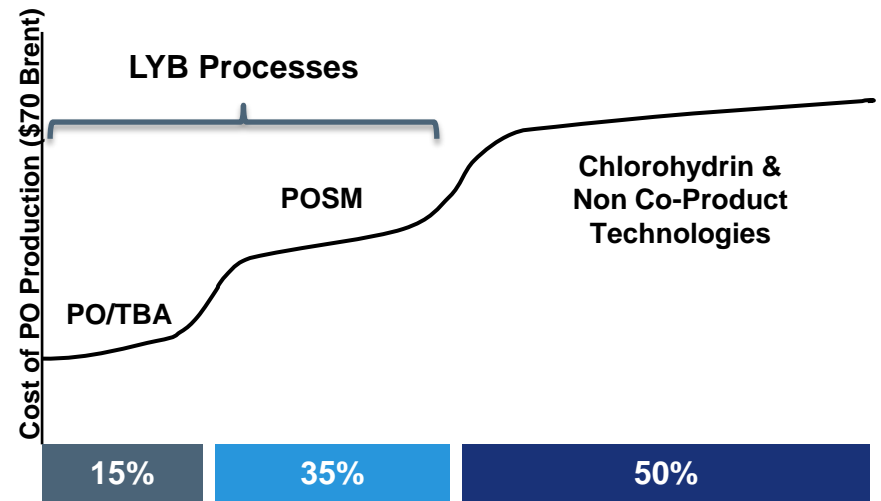 Cost of PO Production ($70 Brent)
LYB Processes
POSM
PO/TBA
Chlorohydrin &
Non Co-Product
Technologies
15%
35%
50%